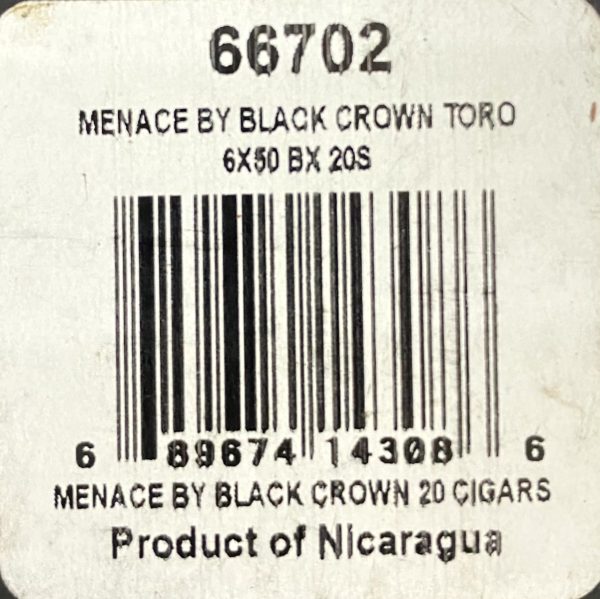 66702
MENACE BY BLACK CROWN TORO
6X50 BX 20S
6 89674 14308 6
MENACE BY BLACK CROWN 20 CIGARS
Product of Nicaragua